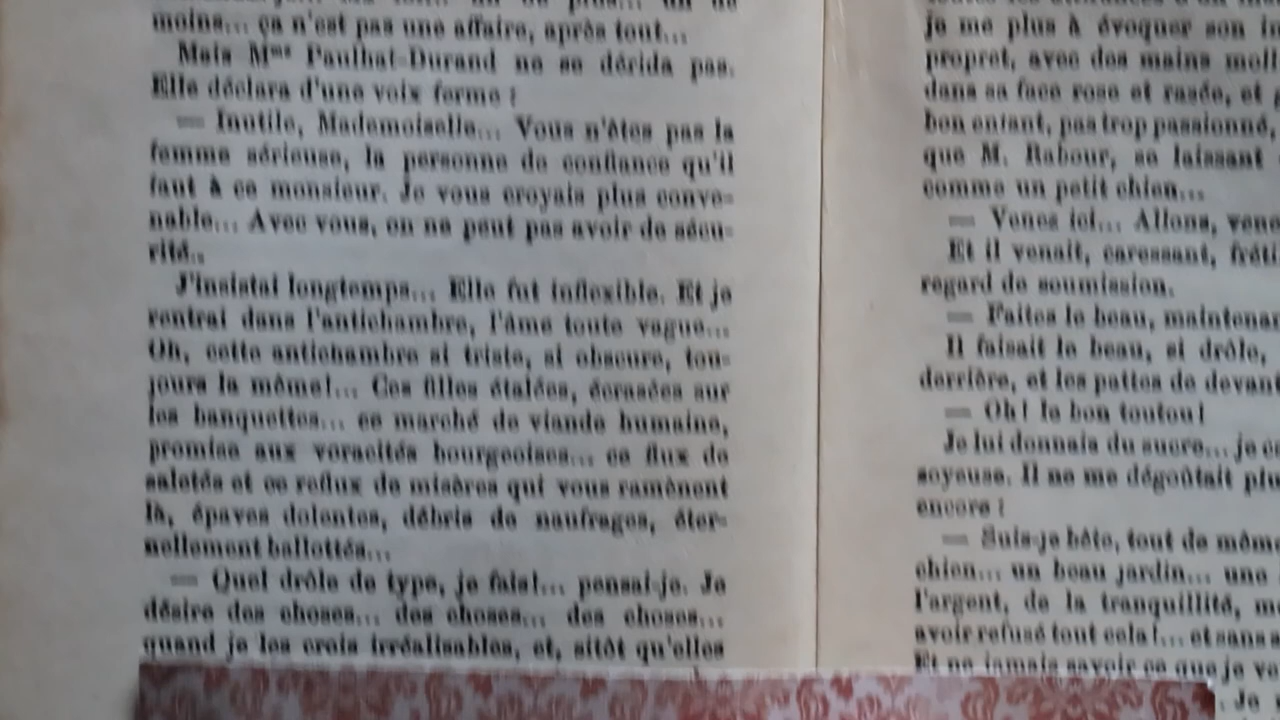 moins... ça n'est pas une affaire, après tout...
Mais Mme Paulhat-Durand ne se dérida pas.
Elle déclara d'une voix ferme :
— Inutile, Mademoiselle... Vous n'êtes pas la
femme sérieuse, la personne de confiance qu'il
faut à ce monsieur. Je vous croyais plus conve-
nable... Avec vous, on ne peut pas avoir de sécu-
rité..
J'insistai longtemps... Elle fut inflexible. Et je
rentrai dans l'antichambre, l'âme toute vague...
Oh, cette antichambre si triste, si obscure, tou-
jours la même!... Ces filles étalées, écrasées sur
les banquettes... ce marché de viande humaine,
promise aux voracités bourgeoises... ce flux de
saletés et ce reflux de misères qui vous ramènent
là, épaves dolentes, débris de naufrages, éter-
nellement ballottés...
— Quel drôle de type, je fais!... pensai-je. Je
désire des choses... des choses... des choses...
quand je les crois irréalisables, et, sitôt qu'elles
je me plus à évoquer son
propret, avec des mains
dans sa face rose et rasée, et
bon enfant, pas trop passionné,
que M. Rabour, se laissant
comme un petit chien...
— Venez ici... Allons,
Et il venait, caressant,
regard de soumission.
— Faites le beau,
Il faisait le beau, si drôle,
derrière, et les pattes de
— Oh! le bon toutou!
Je lui donnais du sucre... je
soyeuse. Il ne me dégoûtait
encore :
— Suis-je bête, tout de
chien... un beau jardin... une
l'argent, de la tranquillité,
avoir refusé tout cela!... et sans
Et ne jamais savoir ce que je
Je